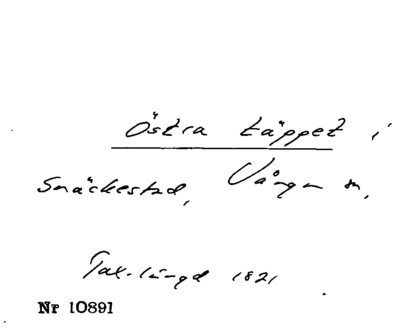 Östra täppet i
Snäckestad, Vånga sn,
Tax.längd 1821
Nr 10891